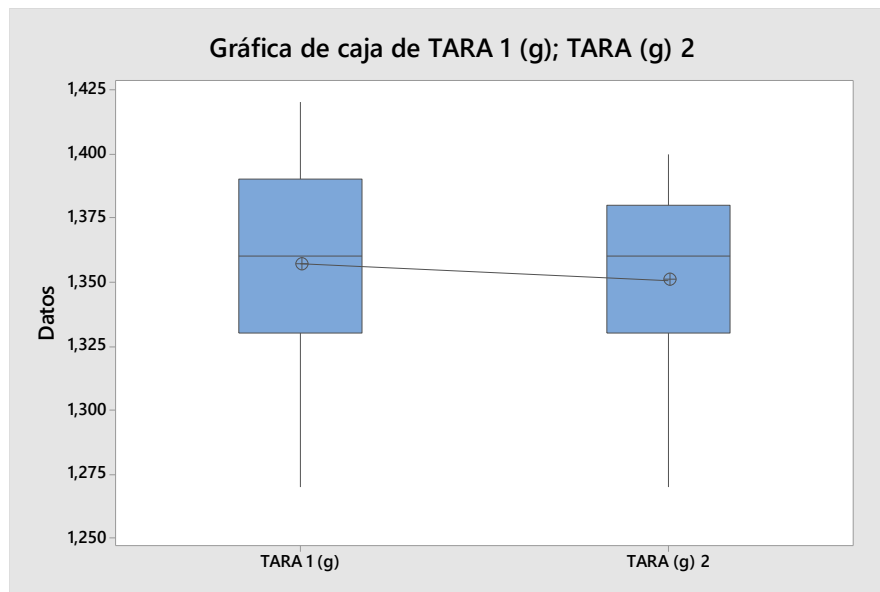 Gráfica de caja de TARA 1 (g); TARA (g) 2
1,425
1,400
1,375
1,350
1,325
1,300
1,275
1,250
Datos
TARA 1 (g)
TARA (g) 2